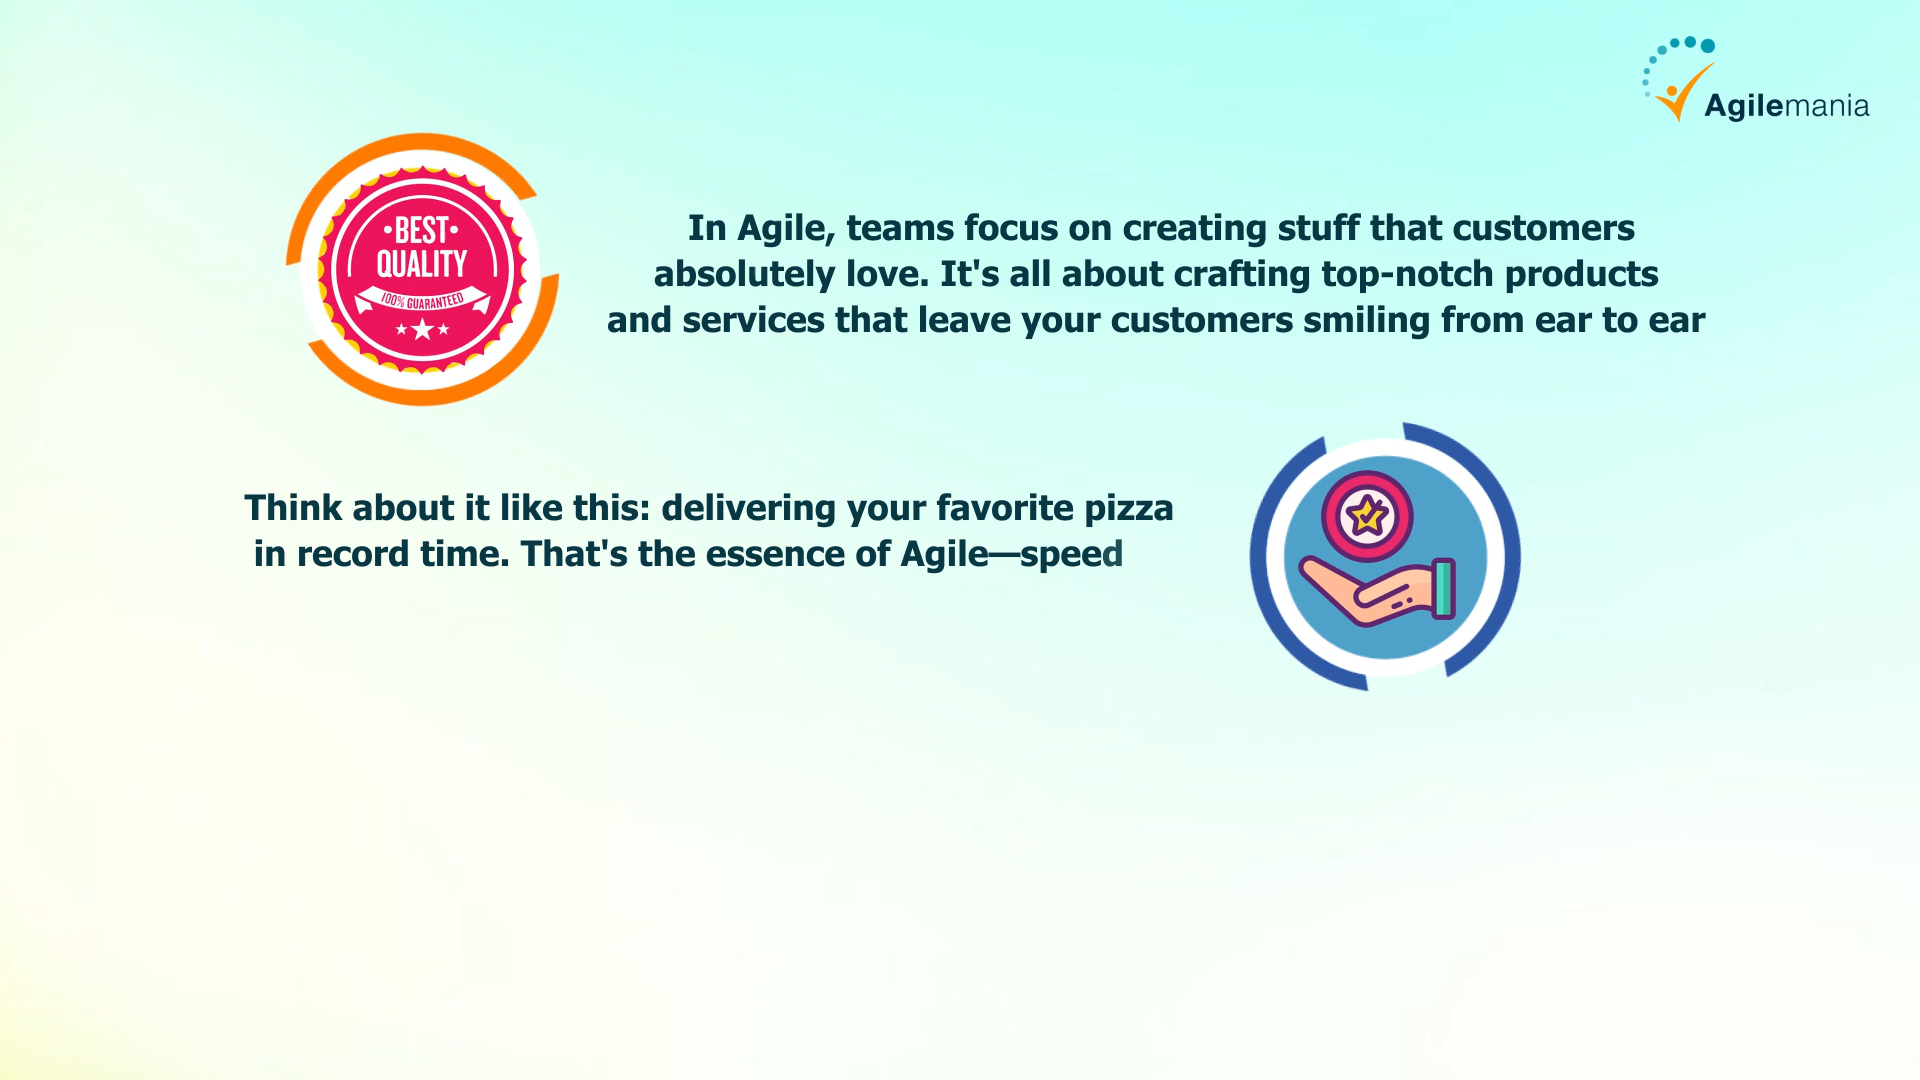 Agilemania
•BEST•
QUALITY
100% GUARANTEED
In Agile, teams focus on creating stuff that customers
absolutely love. It's all about crafting top-notch products
and services that leave your customers smiling from ear to ear
Think about it like this: delivering your favorite pizza
in record time. That's the essence of Agile—speed